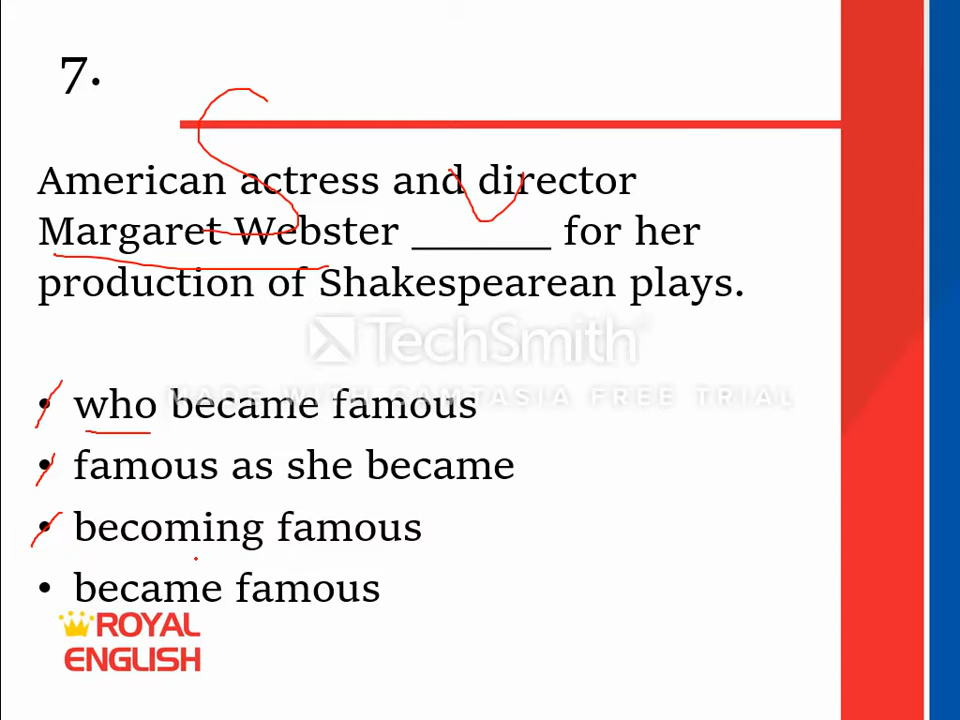 7.
American actress and director
Margaret Webster _______ for her
production of Shakespearean plays.
TechSmith
MADE WITH CAMTASIA FREE TRIAL
• who became famous
• famous as she became
• becoming famous
• became famous
ROYAL
ENGLISH